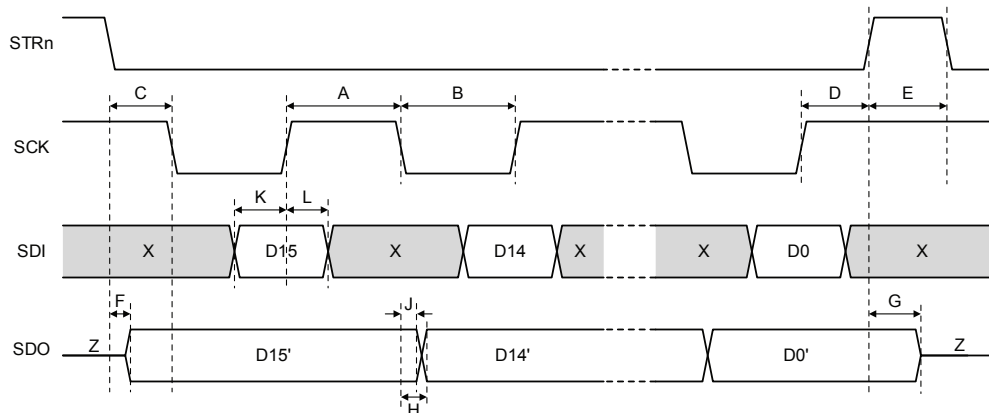 STRn
C A B D E
SCK
K L
SDI X D15 X D14 X X D0 X
F J G
SDO Z D15' D14' D0' Z
H